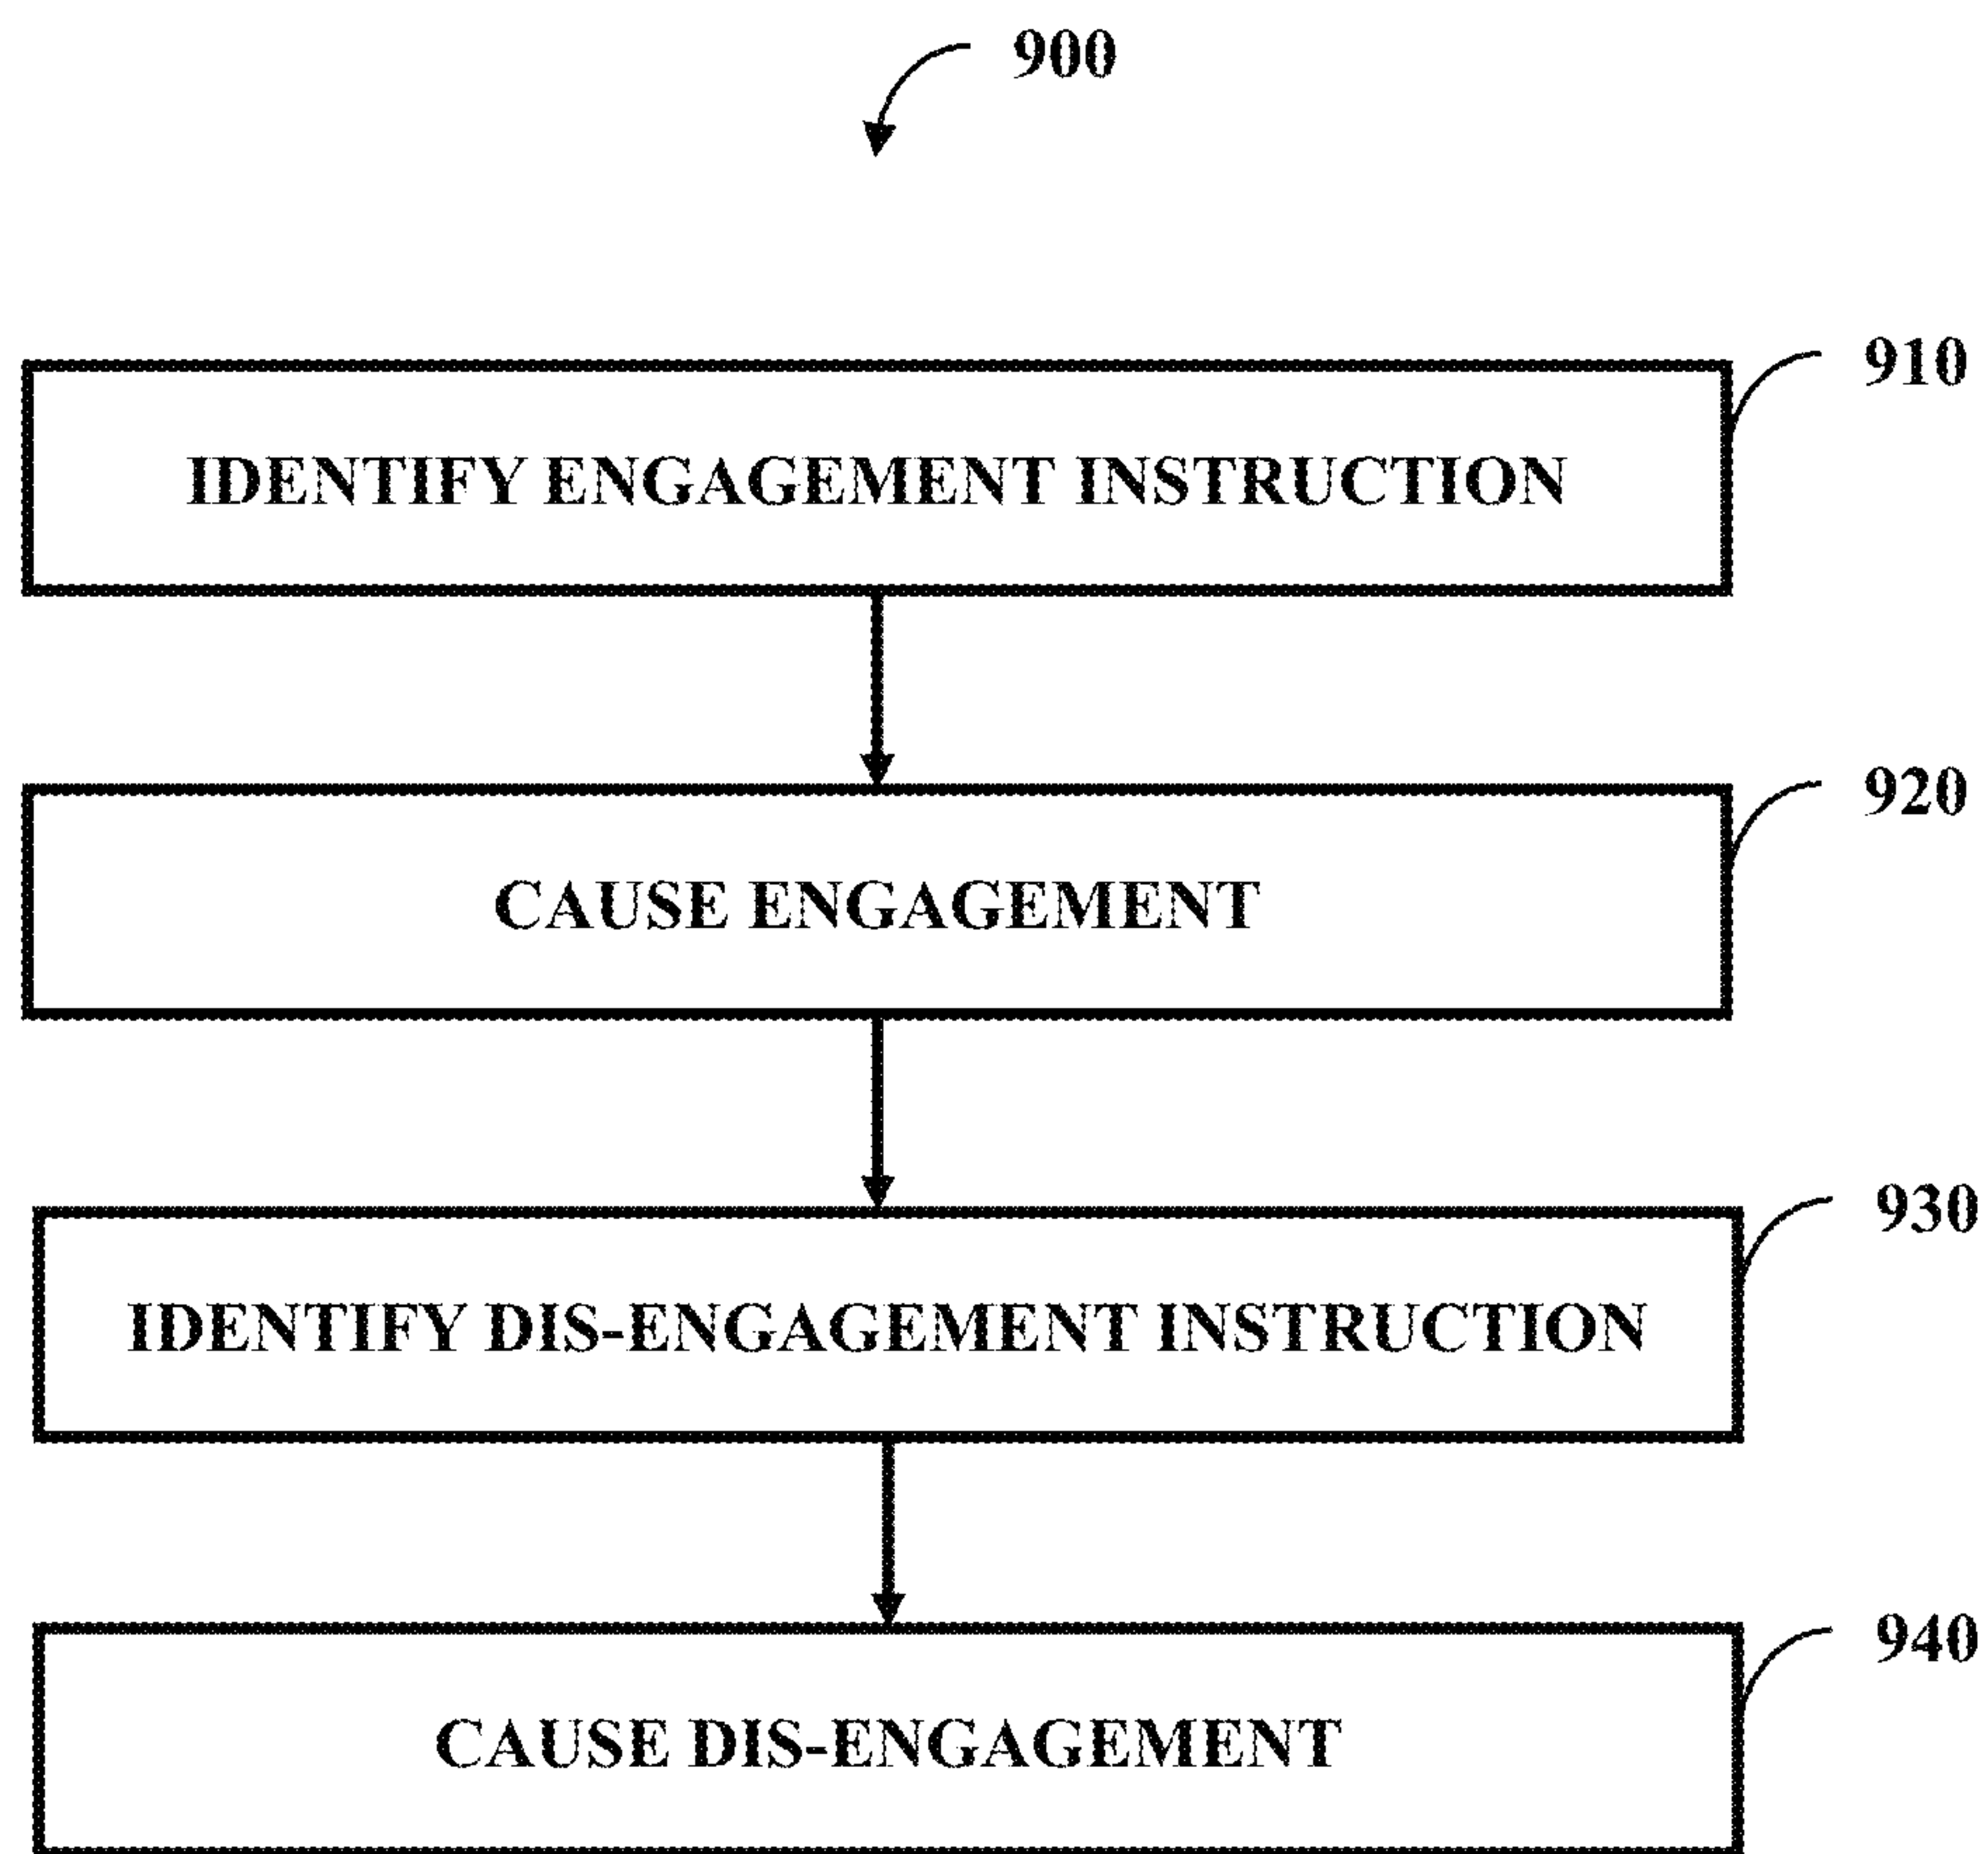 900
910
IDENTIFY ENGAGEMENT INSTRUCTION
920
CAUSE ENGAGEMENT
930
IDENTIFY DIS-ENGAGEMENT INSTRUCTION
940
CAUSE DIS-ENGAGEMENT